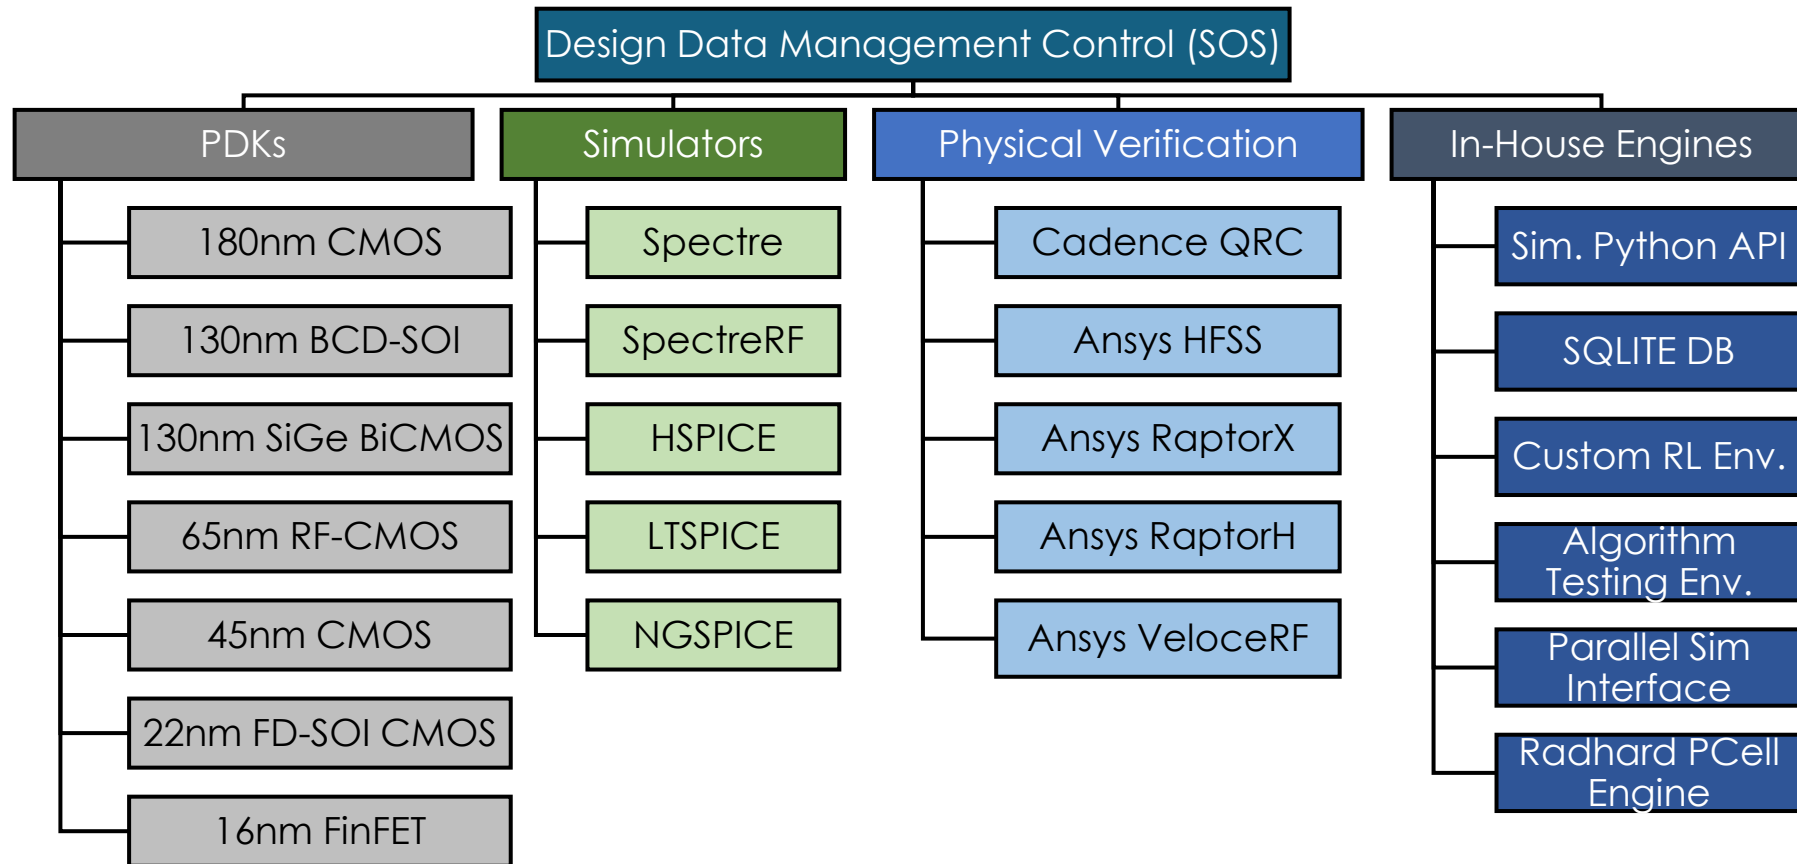 Design Data Management Control (SOS)
PDKs
180nm CMOS
130nm BCD-SOI
130nm SiGe BiCMOS
65nm RF-CMOS
45nm CMOS
22nm FD-SOI CMOS
16nm FinFET
Simulators
Spectre
SpectreRF
HSPICE
LTSPICE
NGSPICE
Physical Verification
Cadence QRC
Ansys HFSS
Ansys RaptorX
Ansys RaptorH
Ansys VeloceRF
In-House Engines
Sim. Python API
SQLITE DB
Custom RL Env.
Algorithm
Testing Env.
Parallel Sim
Interface
Radhard PCell
Engine